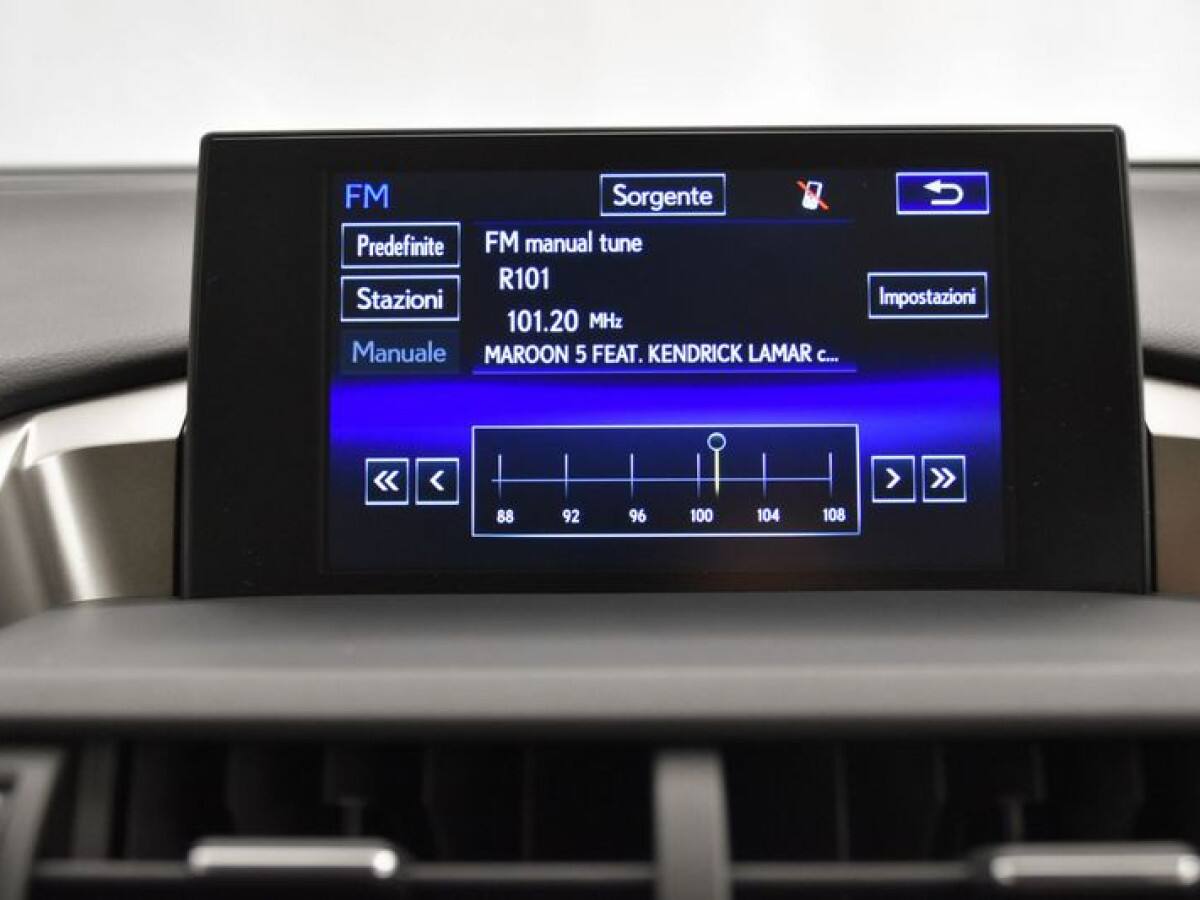 FM
Sorgente
Predefinite
FM manual tune
R101
Stazioni
Impostazioni
101.20 MHz
Manuale
MAROON 5 FEAT. KENDRICK LAMAR c...
88 92 96 100 104 108